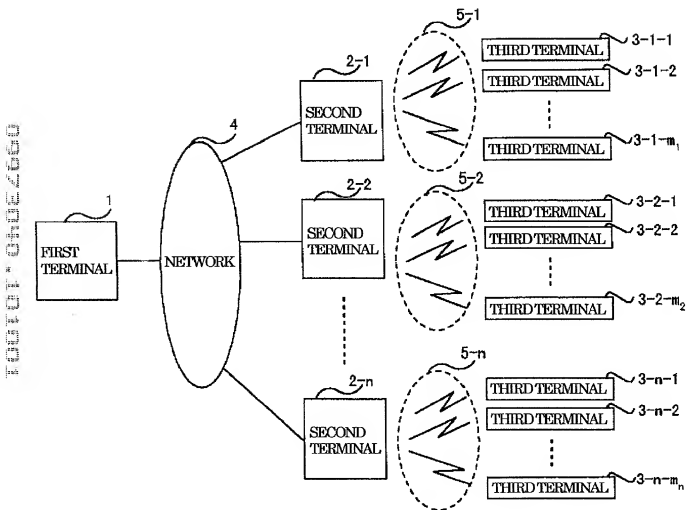 5-1
2-1
THIRD TERMINAL
3-1-1
THIRD TERMINAL
3-1-2
SECOND
TERMINAL
4
THIRD TERMINAL
3-1-m₁
5-2
2-2
1
THIRD TERMINAL
3-2-1
THIRD TERMINAL
3-2-2
SECOND
TERMINAL
FIRST
TERMINAL
NETWORK
THIRD TERMINAL
3-2-m₂
5-n
2-n
THIRD TERMINAL
3-n-1
THIRD TERMINAL
3-n-2
SECOND
TERMINAL
THIRD TERMINAL
3-n-mₙ